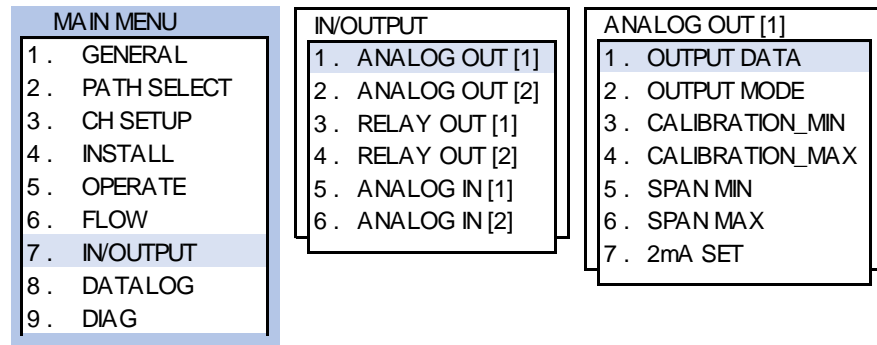 MAIN MENU
1. GENERAL
2. PATH SELECT
3. CH SETUP
4. INSTALL
5. OPERATE
6. FLOW
7. IN/OUTPUT
8. DATALOG
9. DIAG
IN/OUTPUT
1. ANALOG OUT [1]
2. ANALOG OUT [2]
3. RELAY OUT [1]
4. RELAY OUT [2]
5. ANALOG IN [1]
6. ANALOG IN [2]
ANALOG OUT [1]
1. OUTPUT DATA
2. OUTPUT MODE
3. CALIBRATION_MIN
4. CALIBRATION_MAX
5. SPAN MIN
6. SPAN MAX
7. 2mA SET